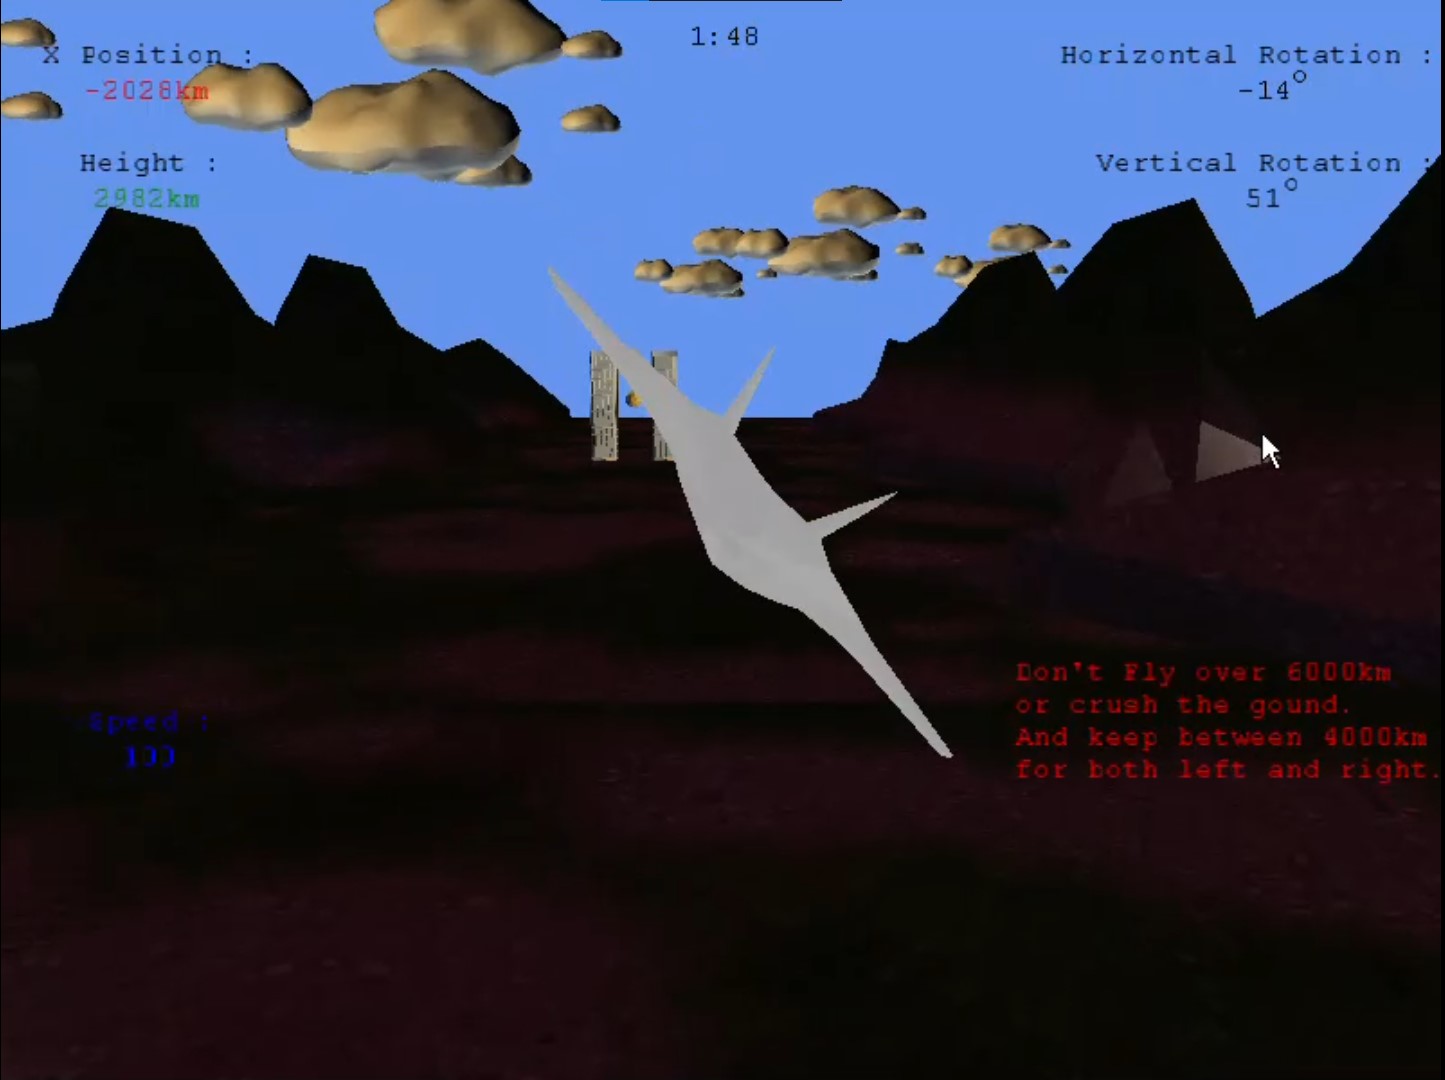 1:48
X Position :
-2028km
Height :
2982km
Horizontal Rotation :
-14°
Vertical Rotation :
51°
Speed :
100
Don't Fly over 6000km
or crush the gound.
And keep between 4000km
for both left and right.